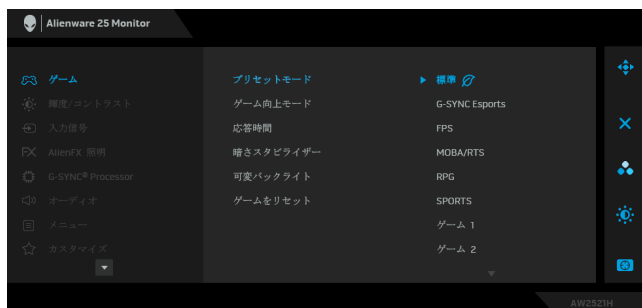 Alienware 25 Monitor
ゲーム
輝度/コントラスト
入力信号
AlienFX 照明
G-SYNC® Processor
オーディオ
メニュー
カスタマイズ
プリセットモード
ゲーム向上モード
応答時間
暗さスタビライザー
可変バックライト
ゲームをリセット
標準
G-SYNC Esports
FPS
MOBA/RTS
RPG
SPORTS
ゲーム 1
ゲーム 2
AW2521H